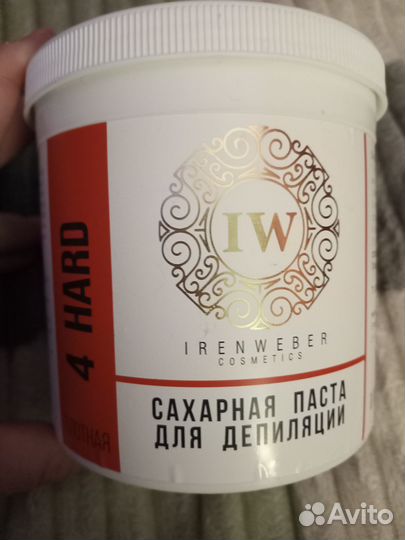 IW
IRENWEBER
COSMETICS
САХАРНАЯ ПАСТА
ДЛЯ ДЕПИЛЯЦИИ
4 HARD
Avito